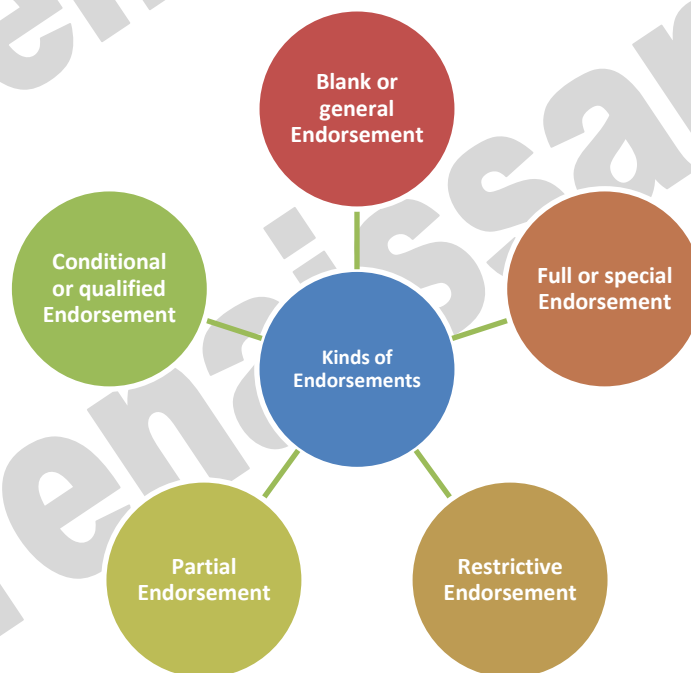 Blank or
general
Endorsement
Conditional
or qualified
Endorsement
Full or special
Endorsement
Kinds of
Endorsements
Partial
Endorsement
Restrictive
Endorsement